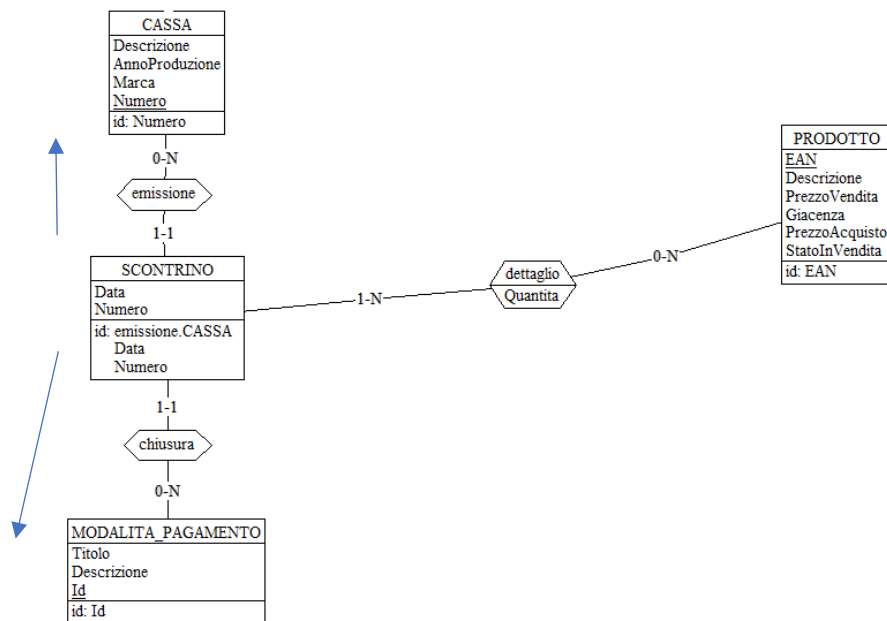 CASSA
Descrizione
AnnoProduzione
Marca
Numero
id: Numero
0-N
emissione
1-1
SCONTRINO
Data
Numero
id: emissione.CASSA
Data
Numero
1-1
chiusura
0-N
MODALITA_PAGAMENTO
Titolo
Descrizione
Id
id: Id
1-N
dettaglio
Quantita
0-N
PRODOTTO
EAN
Descrizione
PrezzoVendita
Giacenza
PrezzoAcquisto
StatoInVendita
id: EAN